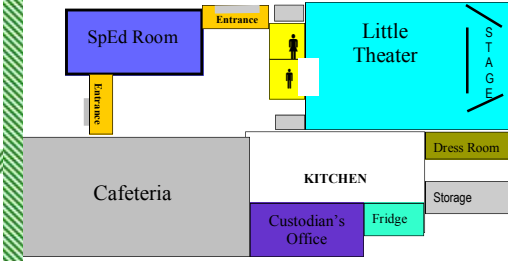 SpEd Room
Entrance
Little
Theater
S
T
A
G
E
Entrance
Cafeteria
KITCHEN
Dress Room
Storage
Custodian's
Office
Fridge